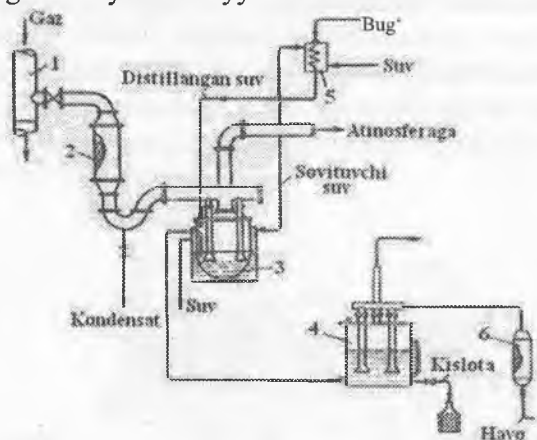 Gaz
Bug‘
1
Suv
Distillangan suv
5
2
Atmosferaga
Sovituvchi
suv
3
Kondensat
Suv
4
6
Kislota
Havo